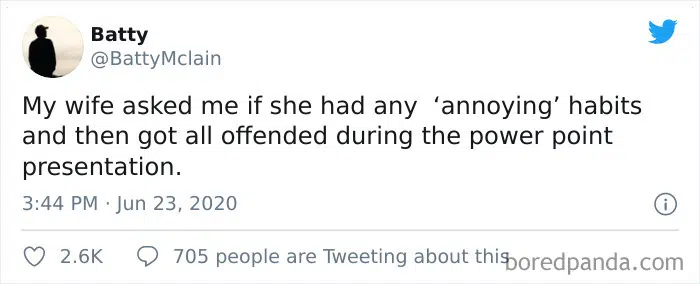 Batty
@BattyMclain
My wife asked me if she had any  ‘annoying’ habits
and then got all offended during the power point
presentation.
3:44 PM · Jun 23, 2020
2.6K 705 people are Tweeting about this
boredpanda.com